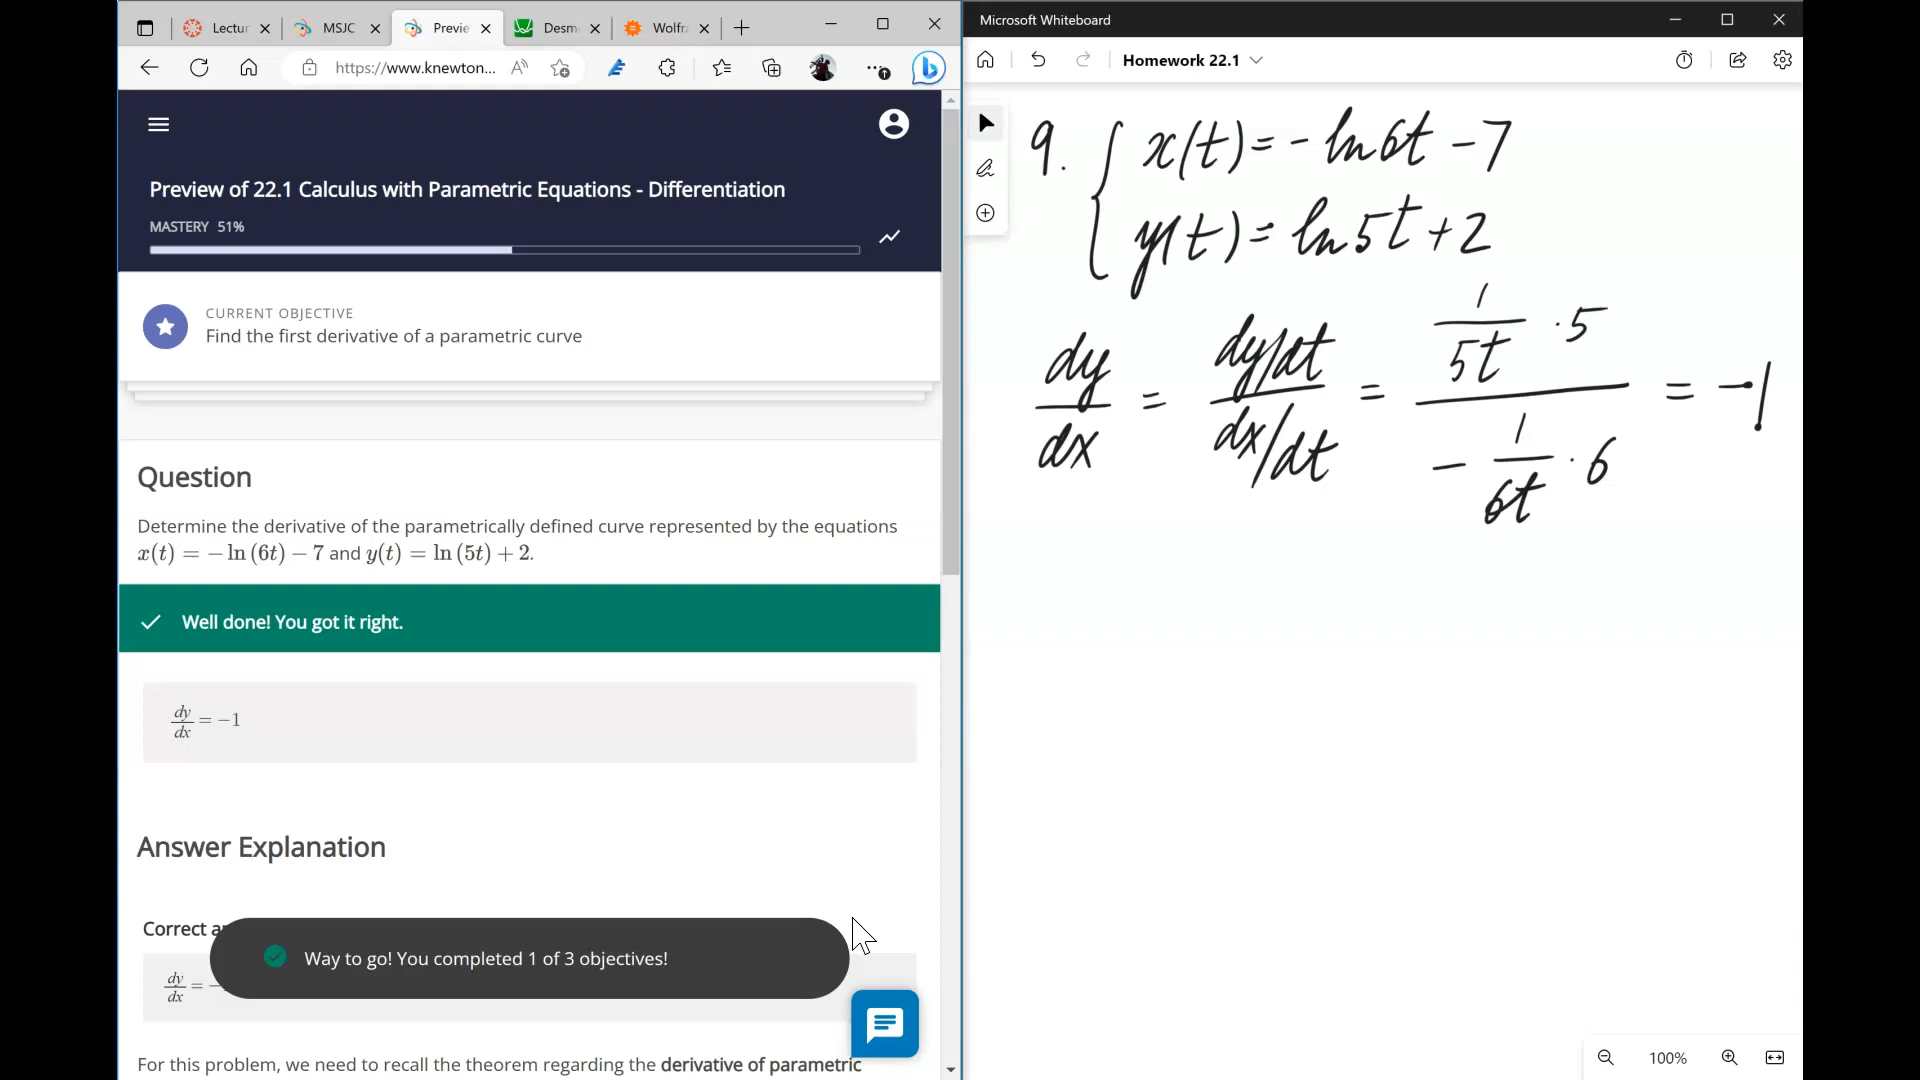 Lectur
MSJC
Previe
Desm
Wolfra
https://www.knewton...
Preview of 22.1 Calculus with Parametric Equations - Differentiation
MASTERY 51%
CURRENT OBJECTIVE
Find the first derivative of a parametric curve
Question
Determine the derivative of the parametrically defined curve represented by the equations
x(t) = −ln (6t) − 7 and y(t) = ln (5t) + 2.
Well done! You got it right.
dy/dx = −1
Answer Explanation
Correct a
dy/dx = −
Way to go! You completed 1 of 3 objectives!
For this problem, we need to recall the theorem regarding the derivative of parametric
Microsoft Whiteboard
Homework 22.1
9. { x(t) = - ln 6t - 7
y(t) = ln 5t + 2
dy/dx = (dy/dt)/(dx/dt) = (1/5t · 5)/(- 1/6t · 6) = -1
100%